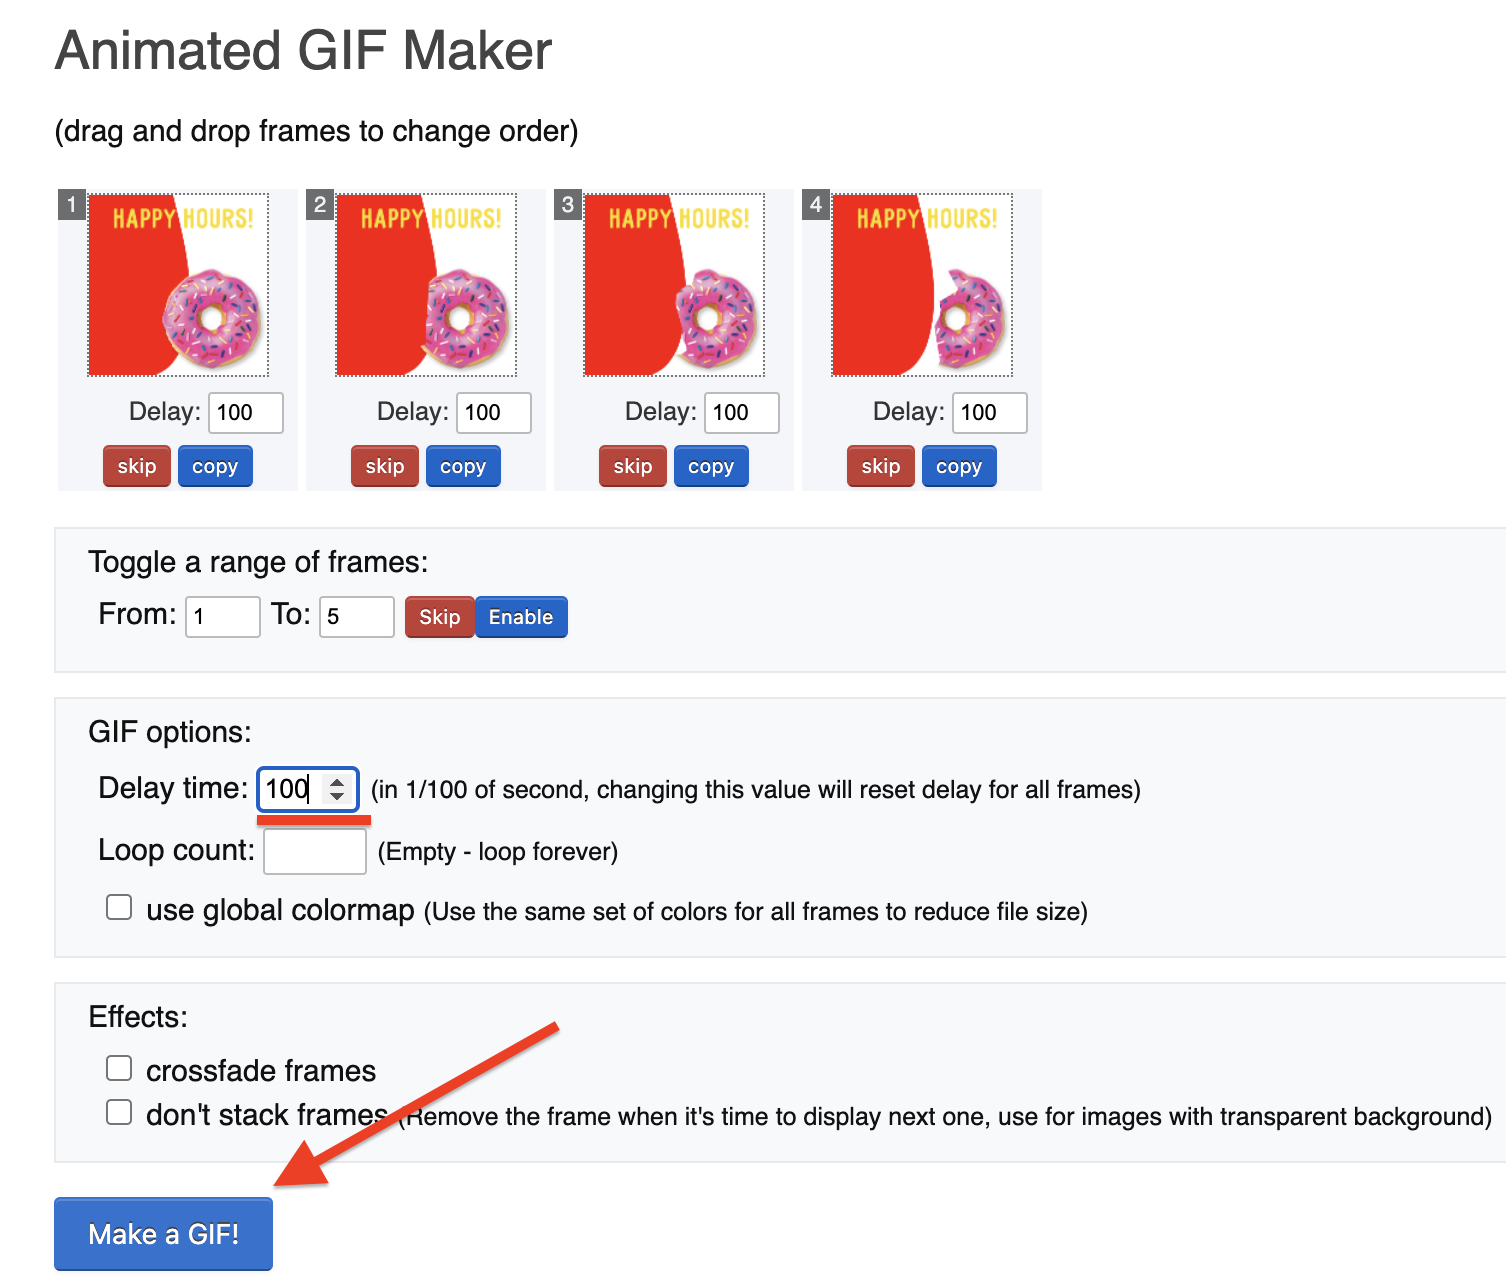 Animated GIF Maker
(drag and drop frames to change order)
1 2 3 4
HAPPY HOURS! HAPPY HOURS! HAPPY HOURS! HAPPY HOURS!
Delay: 100 Delay: 100 Delay: 100 Delay: 100
skip copy skip copy skip copy skip copy
Toggle a range of frames:
From: 1 To: 5 Skip Enable
GIF options:
Delay time: 100 (in 1/100 of second, changing this value will reset delay for all frames)
Loop count: (Empty - loop forever)
use global colormap (Use the same set of colors for all frames to reduce file size)
Effects:
crossfade frames
don't stack frames (Remove the frame when it's time to display next one, use for images with transparent background)
Make a GIF!